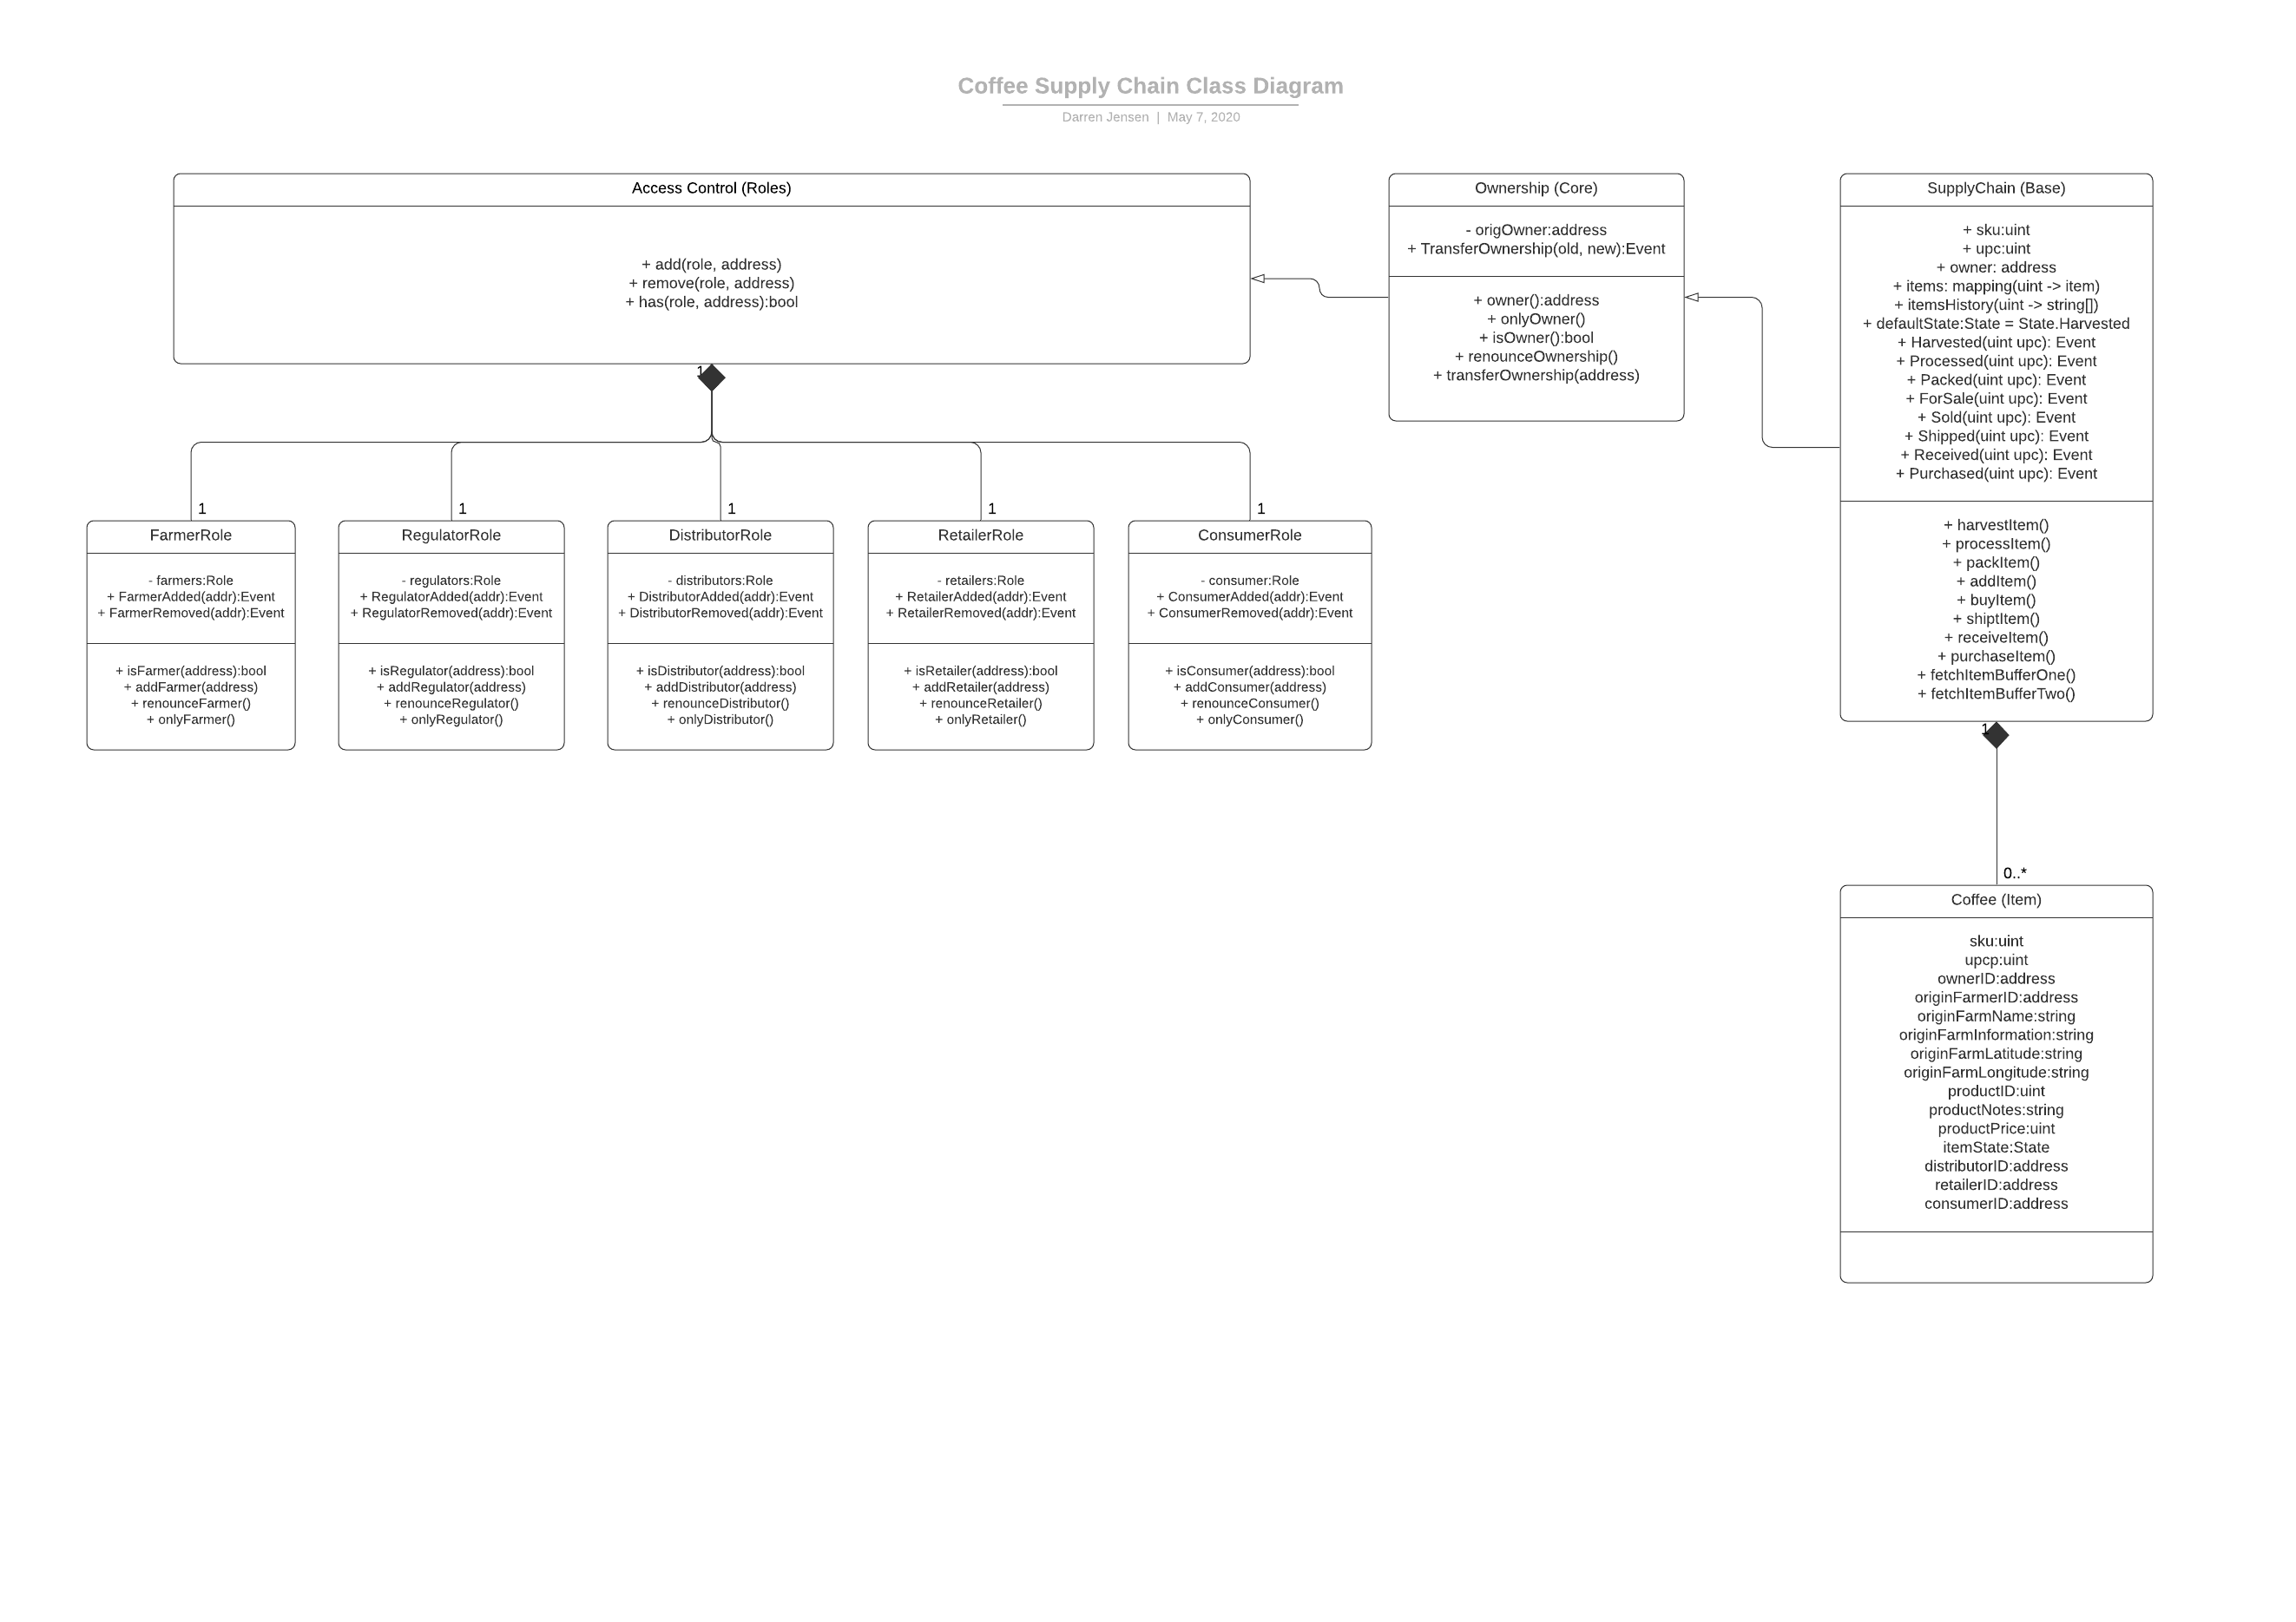 Coffee Supply Chain Class Diagram
Darren Jensen | May 7, 2020
Access Control (Roles)
+ add(role, address)
+ remove(role, address)
+ has(role, address):bool
1
Ownership (Core)
- origOwner:address
+ TransferOwnership(old, new):Event
+ owner():address
+ onlyOwner()
+ isOwner():bool
+ renounceOwnership()
+ transferOwnership(address)
SupplyChain (Base)
+ sku:uint
+ upc:uint
+ owner: address
+ items: mapping(uint -> item)
+ itemsHistory(uint -> string[])
+ defaultState:State = State.Harvested
+ Harvested(uint upc): Event
+ Processed(uint upc): Event
+ Packed(uint upc): Event
+ ForSale(uint upc): Event
+ Sold(uint upc): Event
+ Shipped(uint upc): Event
+ Received(uint upc): Event
+ Purchased(uint upc): Event
+ harvestItem()
+ processItem()
+ packItem()
+ addItem()
+ buyItem()
+ shiptItem()
+ receiveItem()
+ purchaseItem()
+ fetchItemBufferOne()
+ fetchItemBufferTwo()
1
1
FarmerRole
- farmers:Role
+ FarmerAdded(addr):Event
+ FarmerRemoved(addr):Event
+ isFarmer(address):bool
+ addFarmer(address)
+ renounceFarmer()
+ onlyFarmer()
1
RegulatorRole
- regulators:Role
+ RegulatorAdded(addr):Event
+ RegulatorRemoved(addr):Event
+ isRegulator(address):bool
+ addRegulator(address)
+ renounceRegulator()
+ onlyRegulator()
1
DistributorRole
- distributors:Role
+ DistributorAdded(addr):Event
+ DistributorRemoved(addr):Event
+ isDistributor(address):bool
+ addDistributor(address)
+ renounceDistributor()
+ onlyDistributor()
1
RetailerRole
- retailers:Role
+ RetailerAdded(addr):Event
+ RetailerRemoved(addr):Event
+ isRetailer(address):bool
+ addRetailer(address)
+ renounceRetailer()
+ onlyRetailer()
1
ConsumerRole
- consumer:Role
+ ConsumerAdded(addr):Event
+ ConsumerRemoved(addr):Event
+ isConsumer(address):bool
+ addConsumer(address)
+ renounceConsumer()
+ onlyConsumer()
0..*
Coffee (Item)
sku:uint
upcp:uint
ownerID:address
originFarmerID:address
originFarmName:string
originFarmInformation:string
originFarmLatitude:string
originFarmLongitude:string
productID:uint
productNotes:string
productPrice:uint
itemState:State
distributorID:address
retailerID:address
consumerID:address